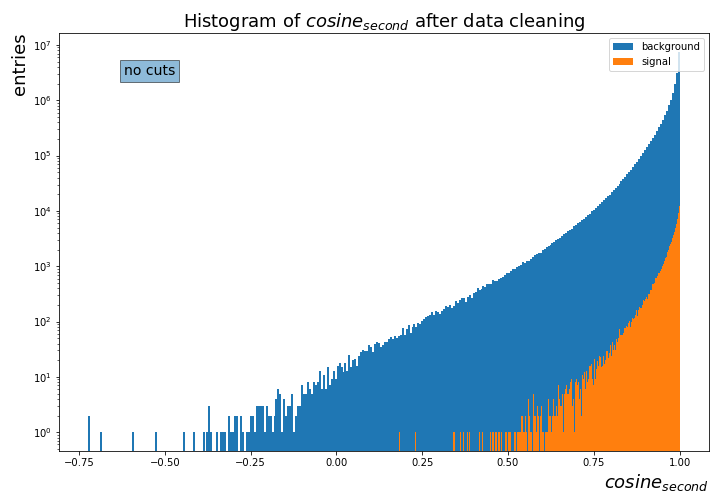 Histogram of cosine_second after data cleaning
entries
no cuts
background
signal
10^7
10^6
10^5
10^4
10^3
10^2
10^1
10^0
−0.75 −0.50 −0.25 0.00 0.25 0.50 0.75 1.00
cosine_second